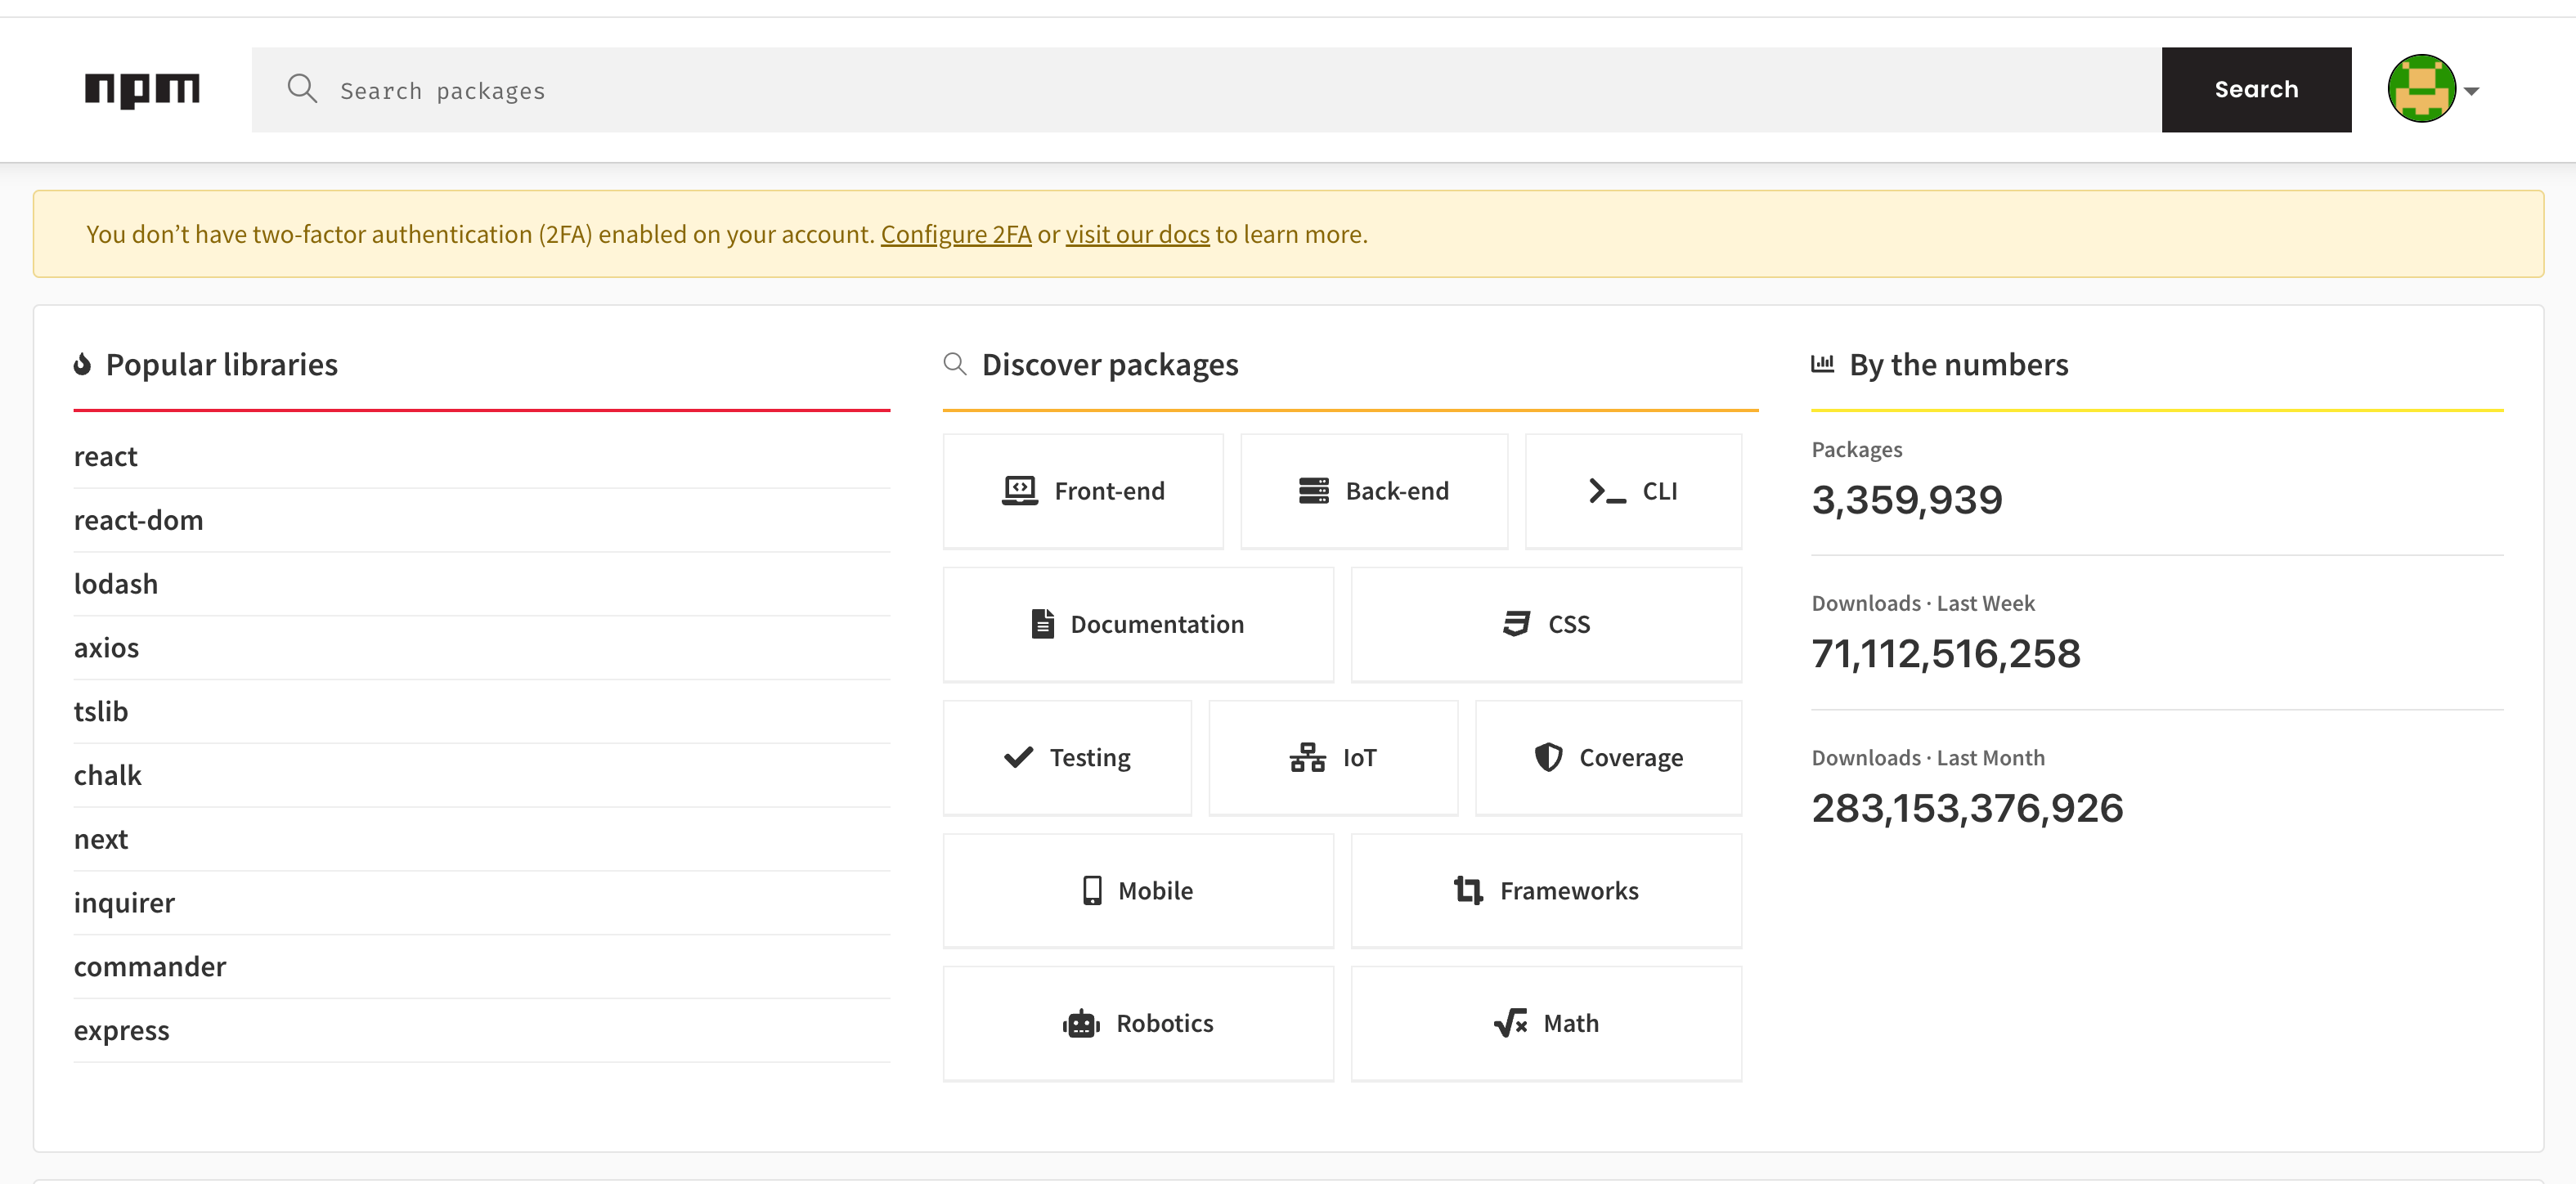 npm
Search packages
Search
You don’t have two-factor authentication (2FA) enabled on your account. Configure 2FA or visit our docs to learn more.
Popular libraries
react
react-dom
lodash
axios
tslib
chalk
next
inquirer
commander
express
Discover packages
Front-end
Back-end
CLI
Documentation
CSS
Testing
IoT
Coverage
Mobile
Frameworks
Robotics
Math
By the numbers
Packages
3,359,939
Downloads · Last Week
71,112,516,258
Downloads · Last Month
283,153,376,926